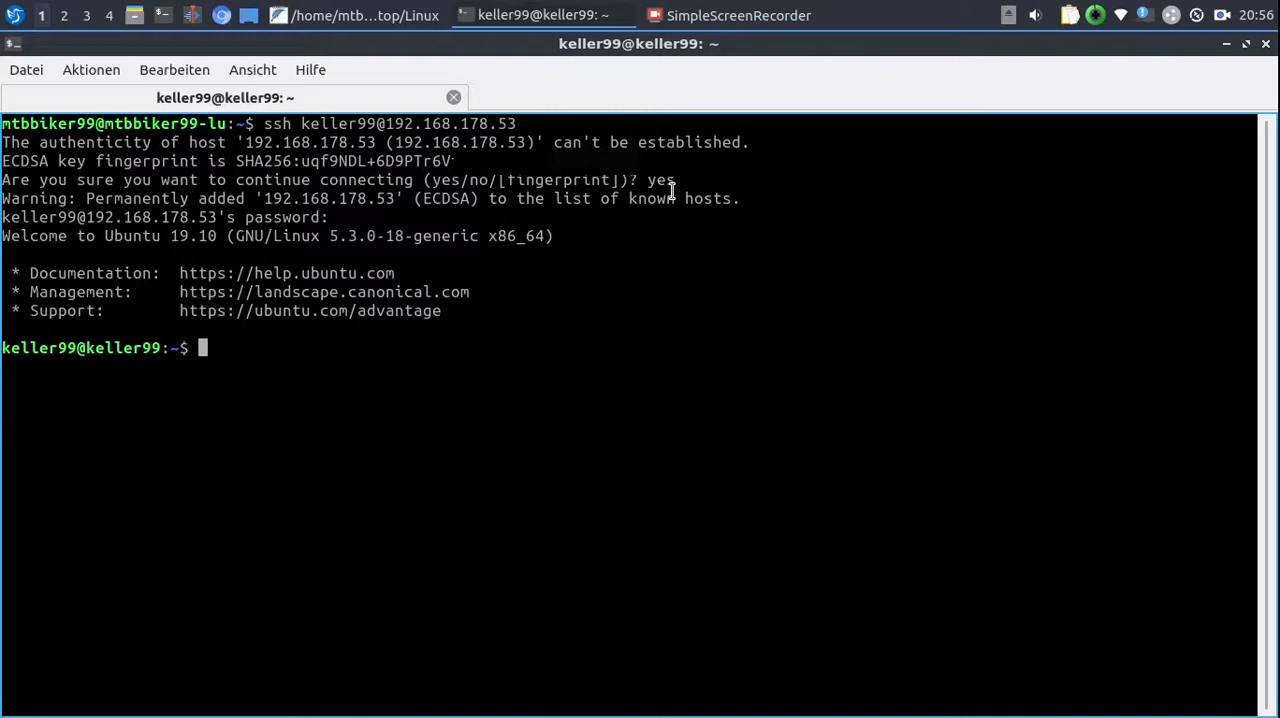 1 2 3 4 /home/mtb...top/Linux keller99@keller99: ~ SimpleScreenRecorder 20:56
keller99@keller99: ~
Datei Aktionen Bearbeiten Ansicht Hilfe
keller99@keller99: ~
mtbbiker99@mtbbiker99-lu:~$ ssh keller99@192.168.178.53
The authenticity of host '192.168.178.53 (192.168.178.53)' can't be established.
ECDSA key fingerprint is SHA256:uqf9NDL+6D9PTr6V
Are you sure you want to continue connecting (yes/no/[fingerprint])? yes
Warning: Permanently added '192.168.178.53' (ECDSA) to the list of known hosts.
keller99@192.168.178.53's password:
Welcome to Ubuntu 19.10 (GNU/Linux 5.3.0-18-generic x86_64)
* Documentation: https://help.ubuntu.com
* Management: https://landscape.canonical.com
* Support: https://ubuntu.com/advantage
keller99@keller99:~$